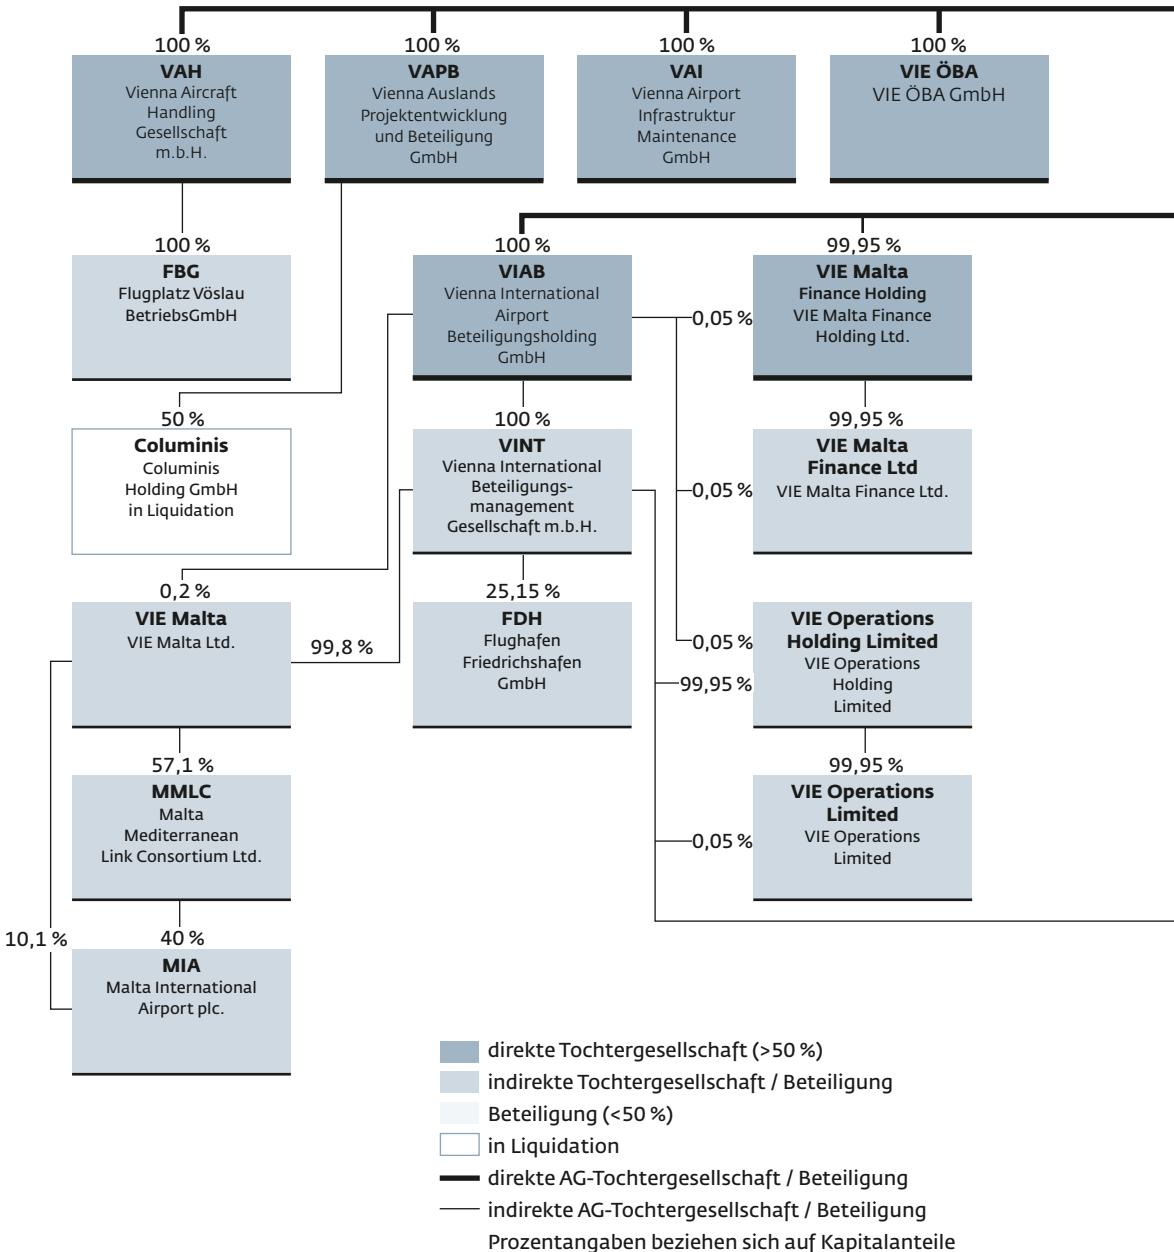 100 %
VAH
Vienna Aircraft
Handling
Gesellschaft
m.b.H.
100 %
VAPB
Vienna Auslands
Projektentwicklung
und Beteiligung
GmbH
100 %
VAI
Vienna Airport
Infrastruktur
Maintenance
GmbH
100 %
VIE ÖBA
VIE ÖBA GmbH
100 %
FBG
Flugplatz Vöslau
BetriebsGmbH
100 %
VIAB
Vienna International
Airport
Beteiligungsholding
GmbH
0,05 %
99,95 %
VIE Malta
Finance Holding
VIE Malta Finance
Holding Ltd.
50 %
Columinis
Columinis
Holding GmbH
in Liquidation
100 %
VINT
Vienna International
Beteiligungs-
management
Gesellschaft m.b.H.
0,05 %
99,95 %
VIE Malta
Finance Ltd
VIE Malta Finance Ltd.
0,2 %
VIE Malta
VIE Malta Ltd.
99,8 %
25,15 %
FDH
Flughafen
Friedrichshafen
GmbH
0,05 %
99,95 %
VIE Operations
Holding Limited
VIE Operations
Holding
Limited
57,1 %
MMLC
Malta
Mediterranean
Link Consortium Ltd.
0,05 %
99,95 %
VIE Operations
Limited
VIE Operations
Limited
10,1 %
40 %
MIA
Malta International
Airport plc.
direkte Tochtergesellschaft (>50 %)
indirekte Tochtergesellschaft / Beteiligung
Beteiligung (<50 %)
in Liquidation
direkte AG-Tochtergesellschaft / Beteiligung
indirekte AG-Tochtergesellschaft / Beteiligung
Prozentangaben beziehen sich auf Kapitalanteile